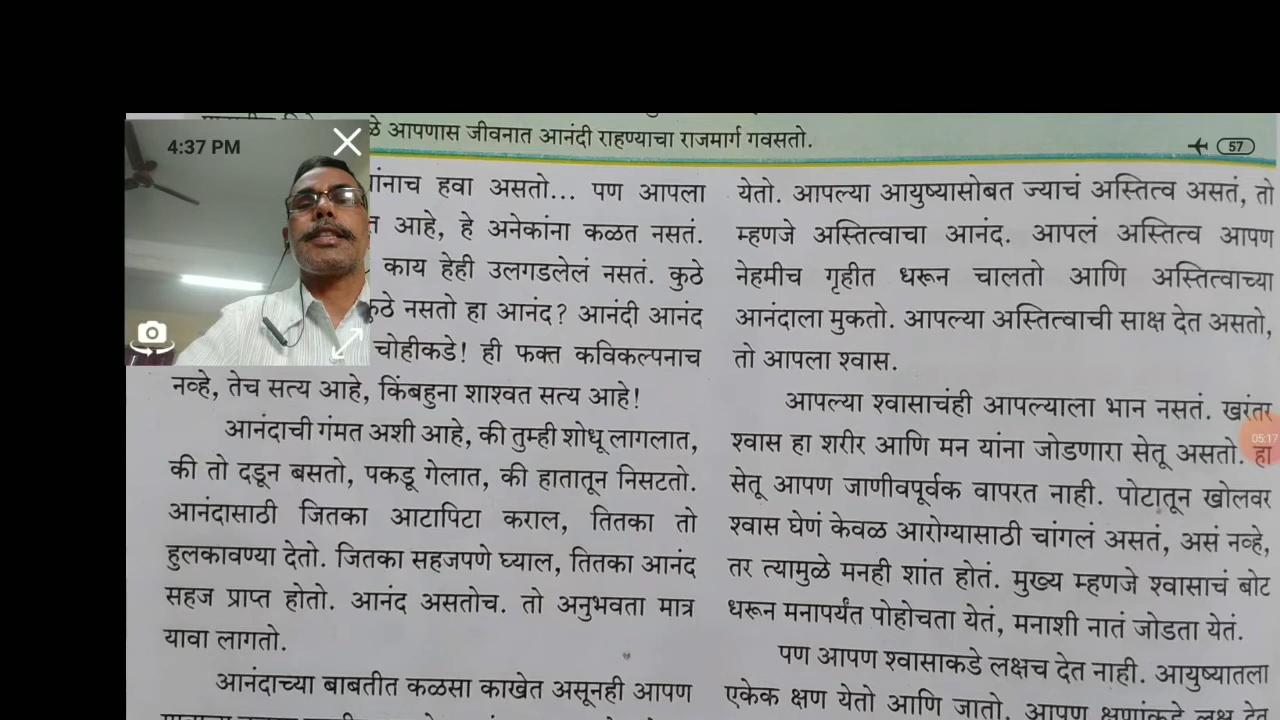 ळे आपणास जीवनात आनंदी राहण्याचा राजमार्ग गवसतो.
4:37 PM
57
हवा असतो... पण आपला
आहे, हे अनेकांना कळत नसतं.
काय हेही उलगडलेलं नसतं. कुठे
कुठे नसतो हा आनंद? आनंदी आनंद
चोहीकडे! ही फक्त कविकल्पनाच
नव्हे, तेच सत्य आहे, किंबहुना शाश्वत सत्य आहे!
आनंदाची गंमत अशी आहे, की तुम्ही शोधू लागलात,
की तो दडून बसतो, पकडू गेलात, की हातातून निसटतो.
आनंदासाठी जितका आटापिटा कराल, तितका तो
हुलकावण्या देतो. जितका सहजपणे घ्याल, तितका आनंद
सहज प्राप्त होतो. आनंद असतोच. तो अनुभवता मात्र
यावा लागतो.
आनंदाच्या बाबतीत कळसा काखेत असूनही आपण
येतो. आपल्या आयुष्यासोबत ज्याचं अस्तित्व असतं, तो
म्हणजे अस्तित्वाचा आनंद. आपलं अस्तित्व आपण
नेहमीच गृहीत धरून चालतो आणि अस्तित्वाच्या
आनंदाला मुकतो. आपल्या अस्तित्वाची साक्ष देत असतो,
तो आपला श्वास.
आपल्या श्वासाचंही आपल्याला भान नसतं. खरंतर
श्वास हा शरीर आणि मन यांना जोडणारा सेतू असतो. हा
सेतू आपण जाणीवपूर्वक वापरत नाही. पोटातून खोलवर
श्वास घेणं केवळ आरोग्यासाठी चांगलं असतं, असं नव्हे,
तर त्यामुळे मनही शांत होतं. मुख्य म्हणजे श्वासाचं बोट
धरून मनापर्यंत पोहोचता येतं, मनाशी नातं जोडता येतं.
पण आपण श्वासाकडे लक्षच देत नाही. आयुष्यातला
एकेक क्षण येतो आणि जातो. आपण क्षणांकडे लक्ष देत
05:17